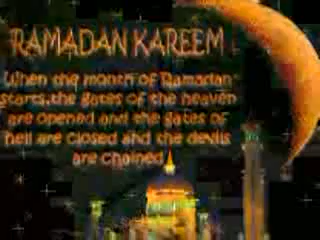 RAMADAN KAREEM
When the month of Ramadan
starts,the gates of the heaven
are opened and the gates of
hell are closed and the devils
are chained